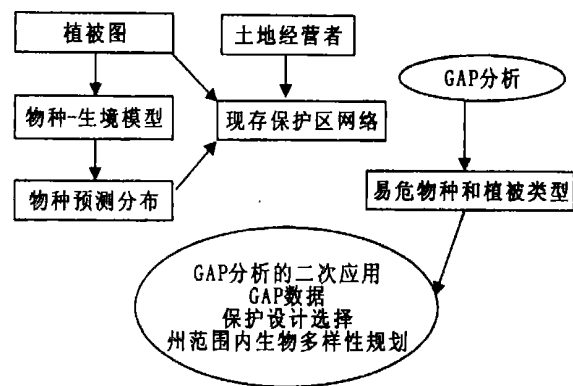 植被图
土地经营者
GAP分析
物种-生境模型
现存保护区网络
物种预测分布
易危物种和植被类型
GAP分析的二次应用
GAP数据
保护设计选择
州范围内生物多样性规划